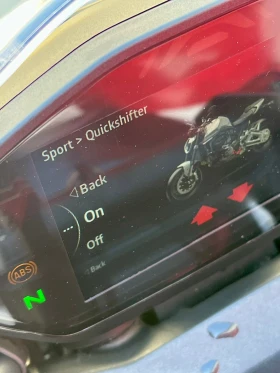 Sport > Quickshifter
◁Back
On
Off
Back
ABS
N